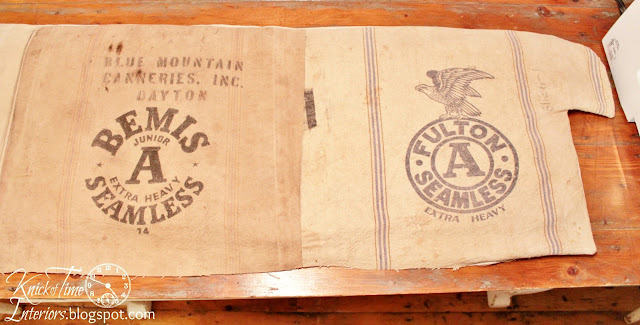 BLUE MOUNTAIN
CANNERIES, INC.
DAYTON
BEMIS
JUNIOR
A
EXTRA HEAVY
SEAMLESS
14
FULTON
A
SEAMLESS
EXTRA HEAVY
Knick of Time
Interiors.blogspot.com